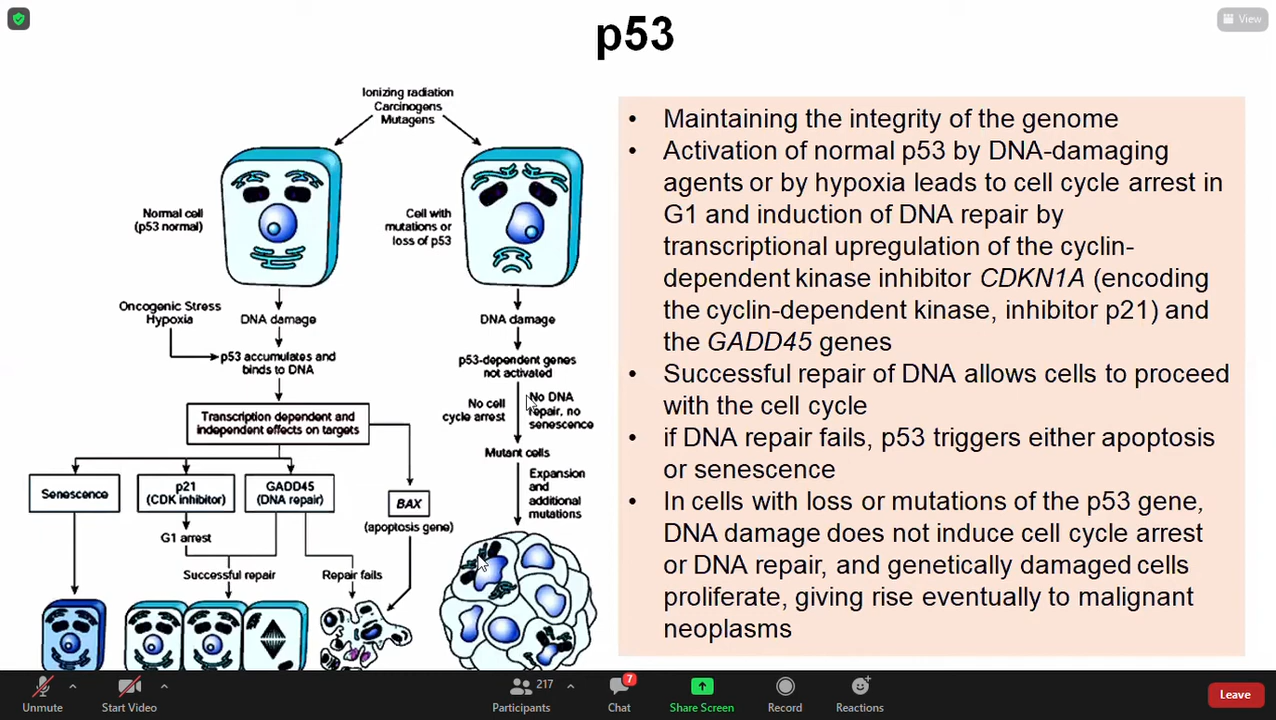 View
p53
Ionizing radiation
Carcinogens
Mutagens
Normal cell
(p53 normal)
Cell with
mutations or
loss of p53
Oncogenic Stress
Hypoxia
DNA damage
p53 accumulates and
binds to DNA
Transcription dependent and
independent effects on targets
Senescence
p21
(CDK inhibitor)
GADD45
(DNA repair)
BAX
(apoptosis gene)
G1 arrest
Successful repair
Repair fails
DNA damage
p53-dependent genes
not activated
No cell
cycle arrest
No DNA
repair, no
senescence
Mutant cells
Expansion
and
additional
mutations
• Maintaining the integrity of the genome
• Activation of normal p53 by DNA-damaging
agents or by hypoxia leads to cell cycle arrest in
G1 and induction of DNA repair by
transcriptional upregulation of the cyclin-
dependent kinase inhibitor CDKN1A (encoding
the cyclin-dependent kinase, inhibitor p21) and
the GADD45 genes
• Successful repair of DNA allows cells to proceed
with the cell cycle
• if DNA repair fails, p53 triggers either apoptosis
or senescence
• In cells with loss or mutations of the p53 gene,
DNA damage does not induce cell cycle arrest
or DNA repair, and genetically damaged cells
proliferate, giving rise eventually to malignant
neoplasms
Unmute
Start Video
217
Participants
7
Chat
Share Screen
Record
Reactions
Leave